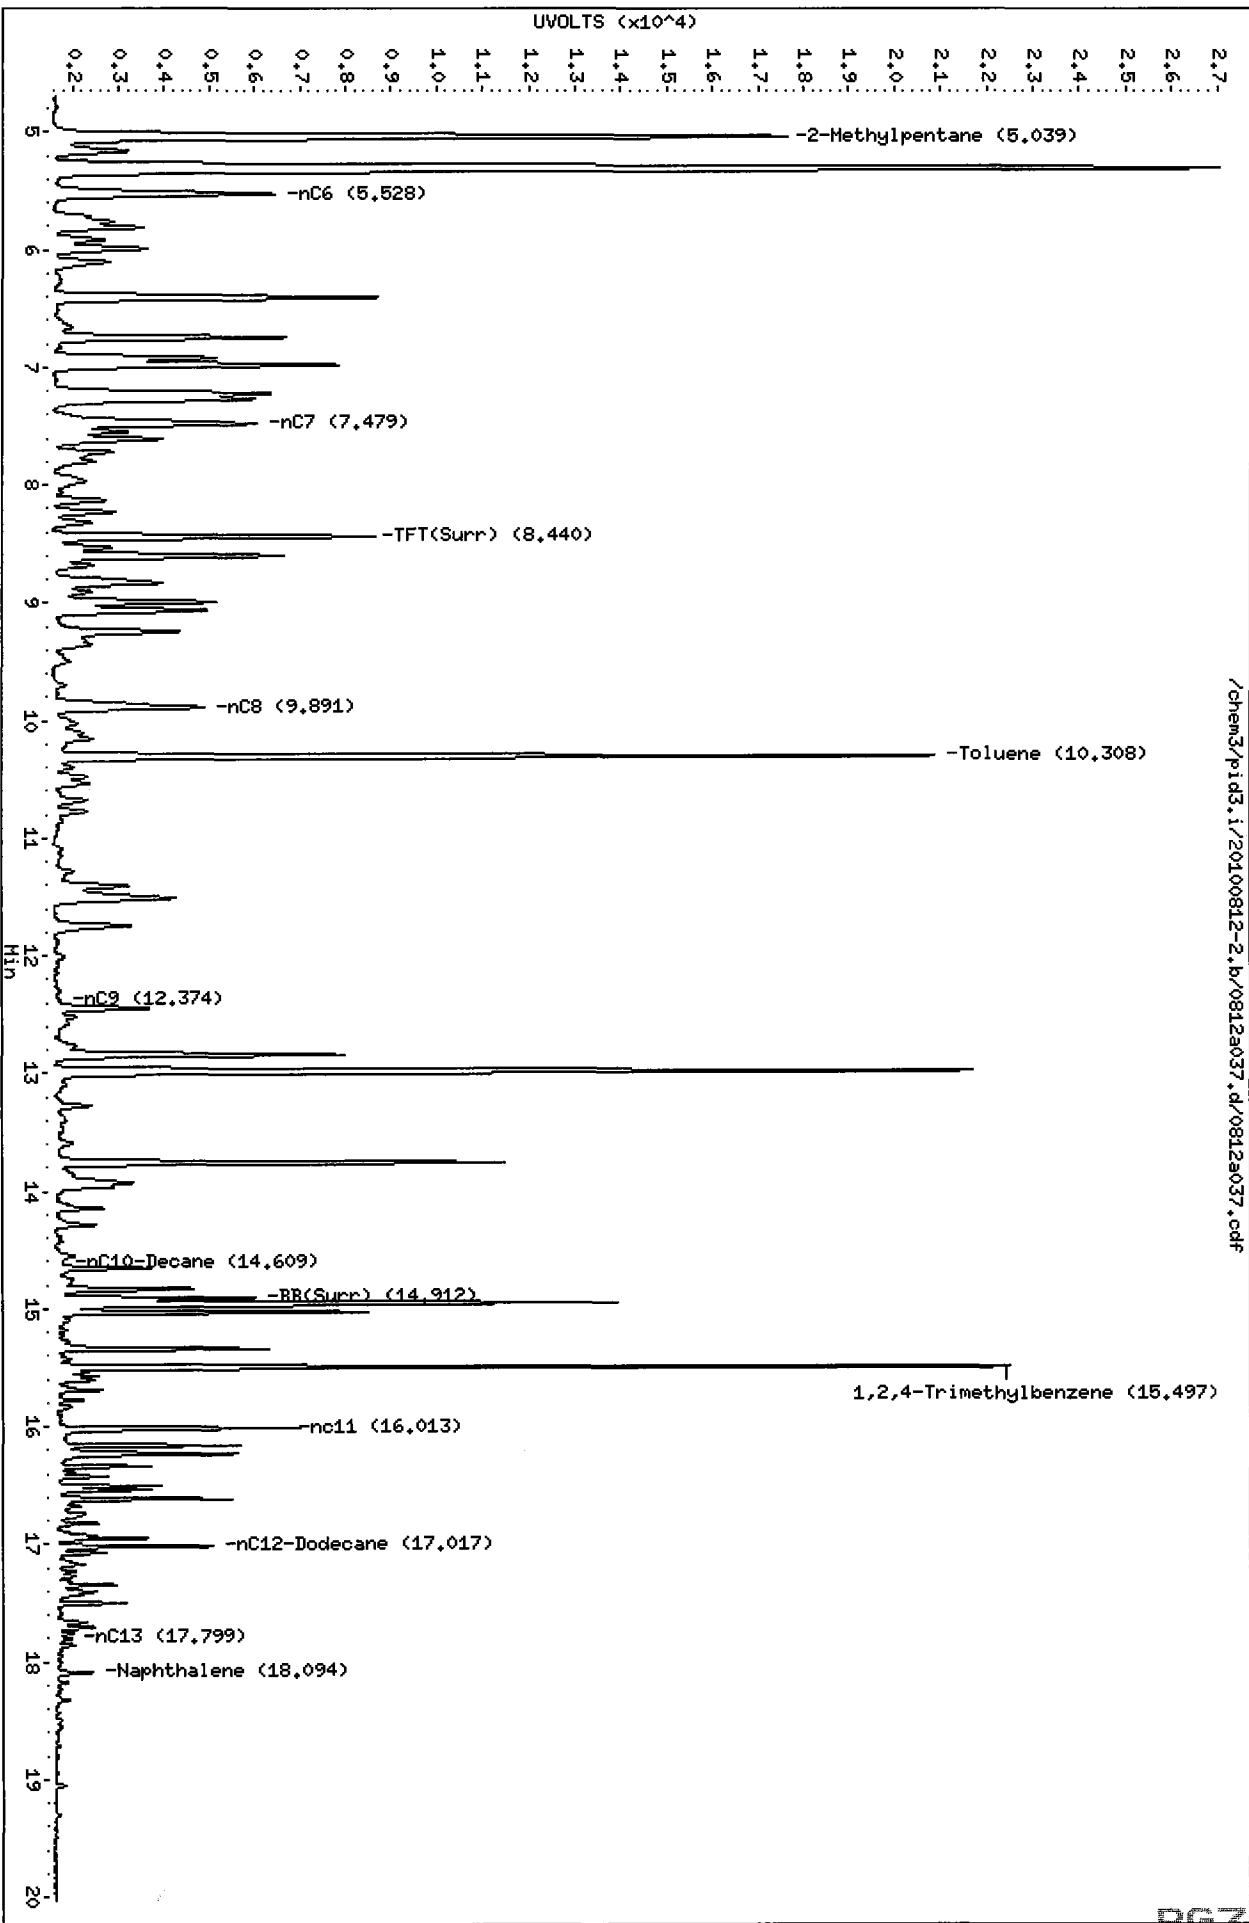 /chem3/pid3.i/20100812-2.b/0812a037.d/0812a037.cdf
UVOLTS (x10^4)
2.7
2.6
2.5
2.4
2.3
2.2
2.1
2.0
1.9
1.8
1.7
1.6
1.5
1.4
1.3
1.2
1.1
1.0
0.9
0.8
0.7
0.6
0.5
0.4
0.3
0.2
-2-Methylpentane (5.039)
-nC6 (5.528)
-nC7 (7.479)
-TFT(Surr) (8.440)
-nC8 (9.891)
-Toluene (10.308)
-nC9 (12.374)
-nC10-Decane (14.609)
-BB(Surr) (14.912)
1,2,4-Trimethylbenzene (15.497)
-nc11 (16.013)
-nC12-Dodecane (17.017)
-nC13 (17.799)
-Naphthalene (18.094)
5
6
7
8
9
10
11
12
13
14
15
16
17
18
19
20
Min